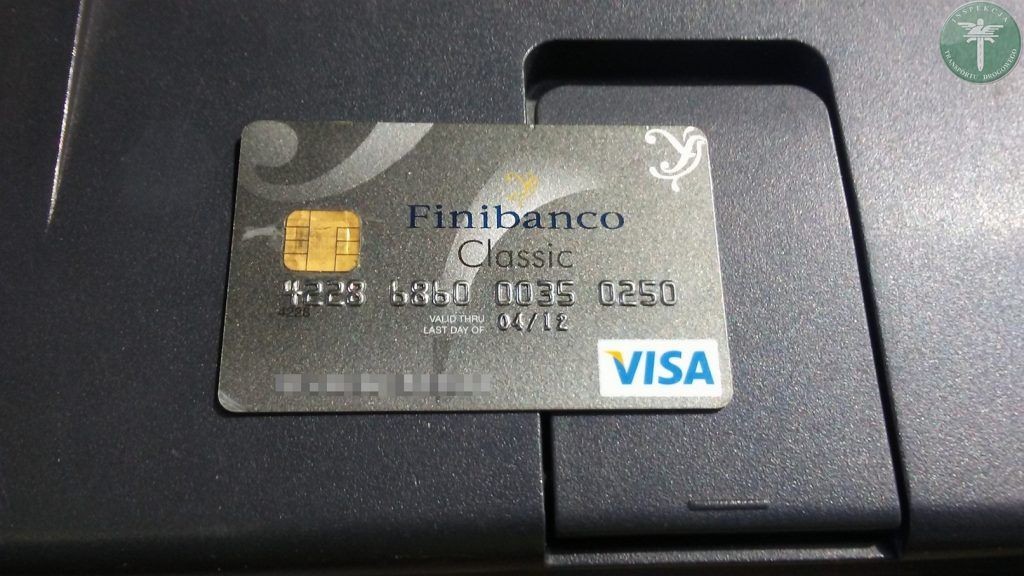 INSPEKCJA
TRANSPORTU DROGOWEGO
Finibanco
Classic
4228 6860 0035 0250
4228
VALID THRU
LAST DAY OF 04/12
VISA